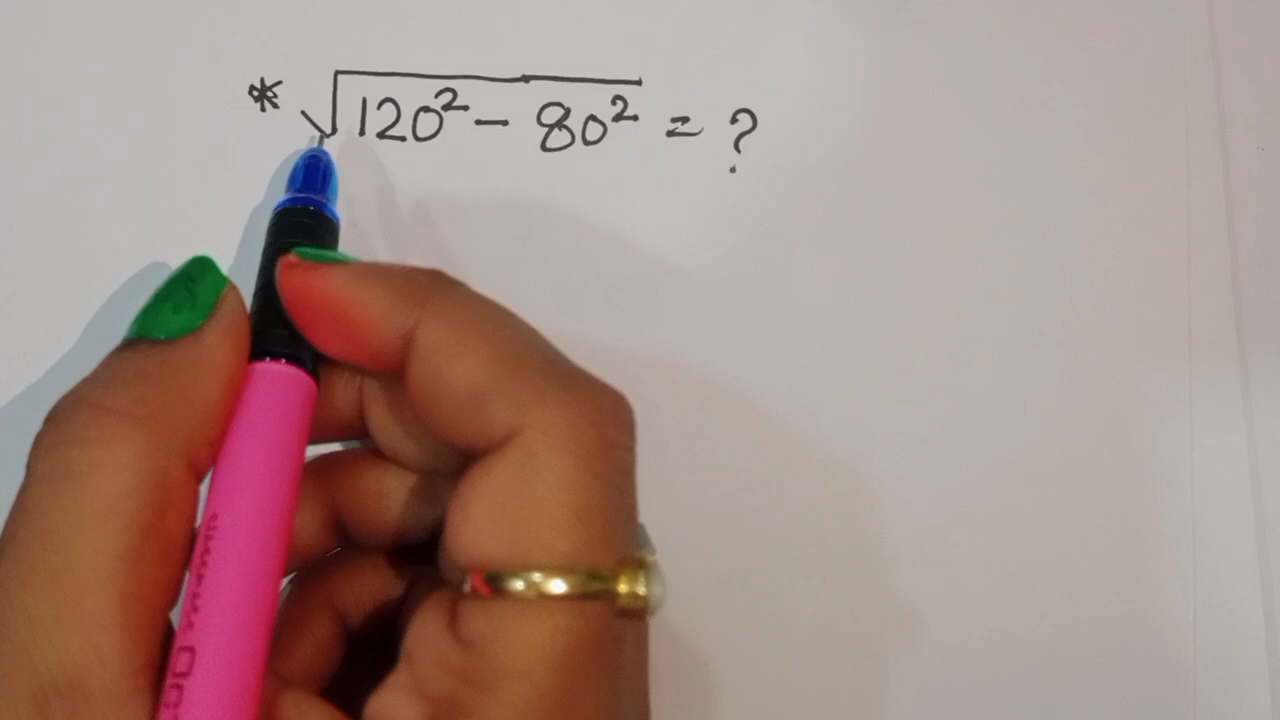 * √120² - 80² = ?